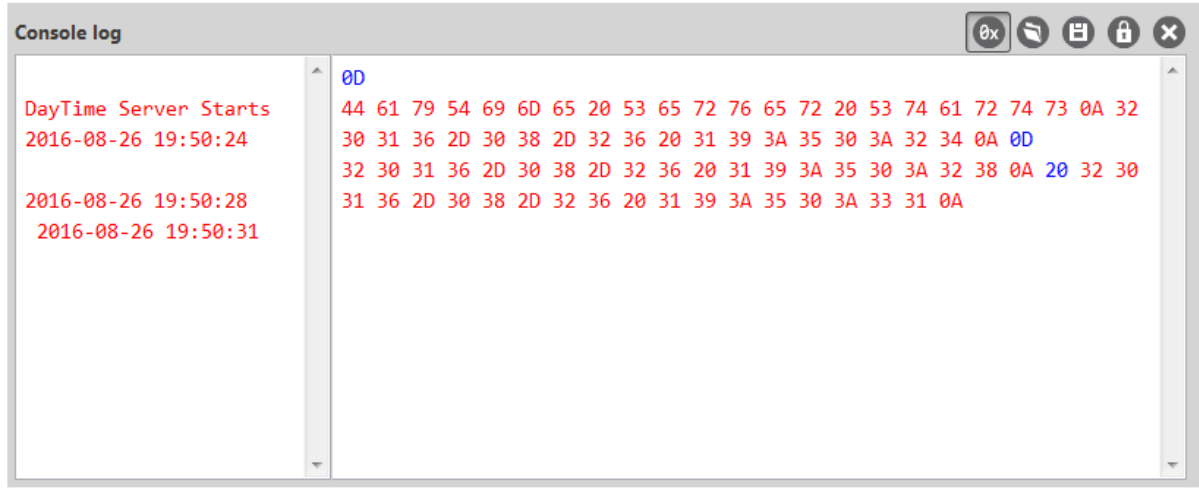 Console log
0x
DayTime Server Starts
2016-08-26 19:50:24
2016-08-26 19:50:28
2016-08-26 19:50:31
0D
44 61 79 54 69 6D 65 20 53 65 72 76 65 72 20 53 74 61 72 74 73 0A 32
30 31 36 2D 30 38 2D 32 36 20 31 39 3A 35 30 3A 32 34 0A 0D
32 30 31 36 2D 30 38 2D 32 36 20 31 39 3A 35 30 3A 32 38 0A 20 32 30
31 36 2D 30 38 2D 32 36 20 31 39 3A 35 30 3A 33 31 0A